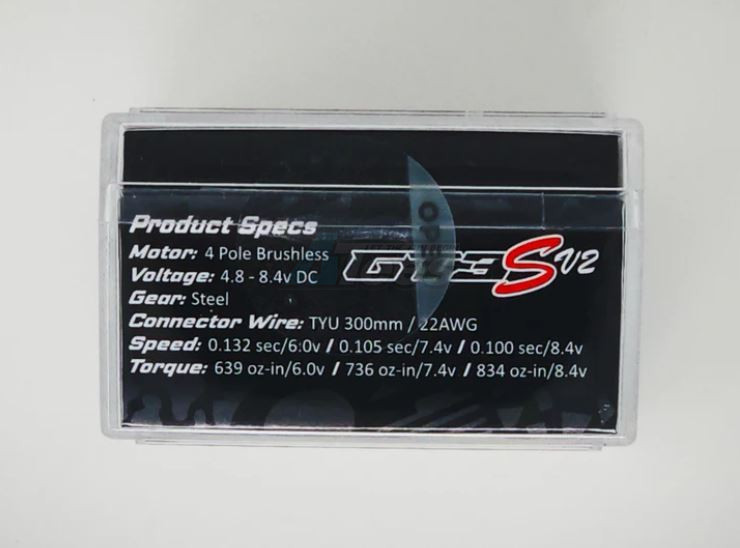 Product Specs
Motor: 4 Pole Brushless
Voltage: 4.8 - 8.4v DC
GT3S V2
Gear: Steel
Connector Wire: TYU 300mm / 22AWG
Speed: 0.132 sec/6.0v / 0.105 sec/7.4v / 0.100 sec/8.4v
Torque: 639 oz-in/6.0v / 736 oz-in/7.4v / 834 oz-in/8.4v